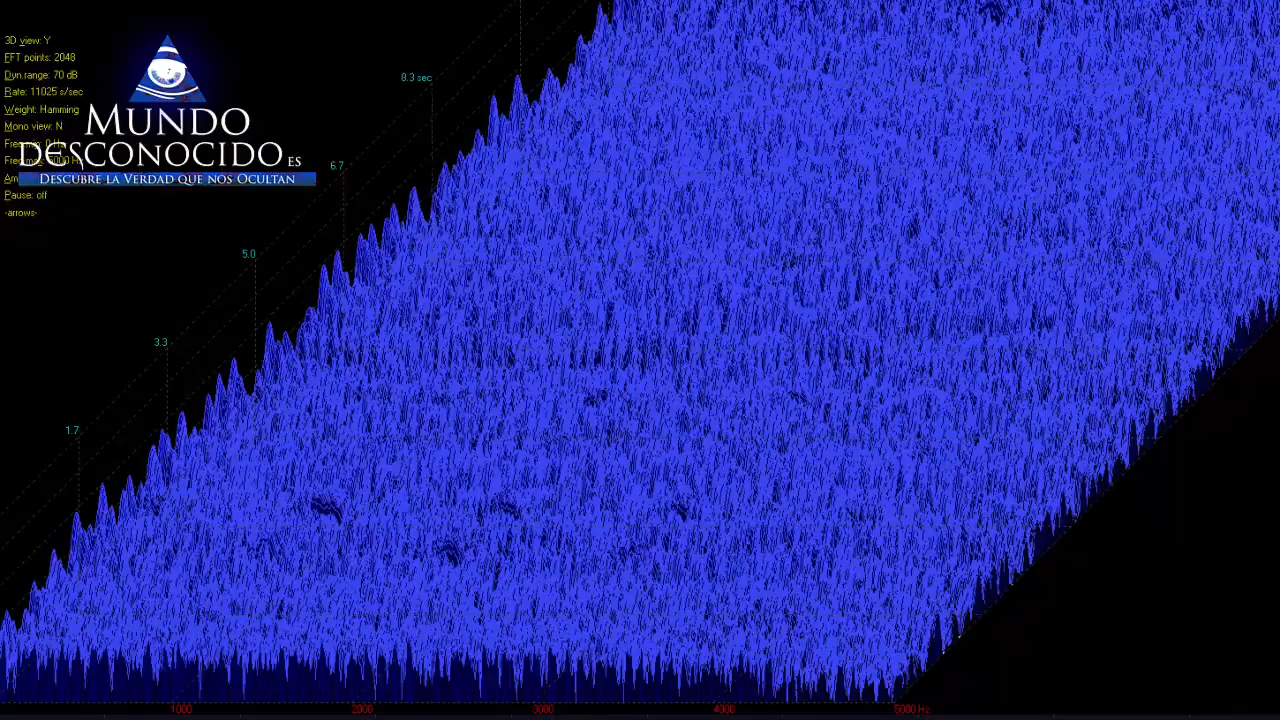 3D view: Y
FFT points: 2048
Dyn.range: 70 dB
Rate: 11025 s/sec
Weight: Hamming
Mono view: N
Pause: off
-arrows-
MUNDO
DESCONOCIDO ES
DESCUBRE LA VERDAD QUE NOS OCULTAN
8.3 sec
6.7
5.0
3.3
1.7
1000
2000
3000
4000
5000 Hz